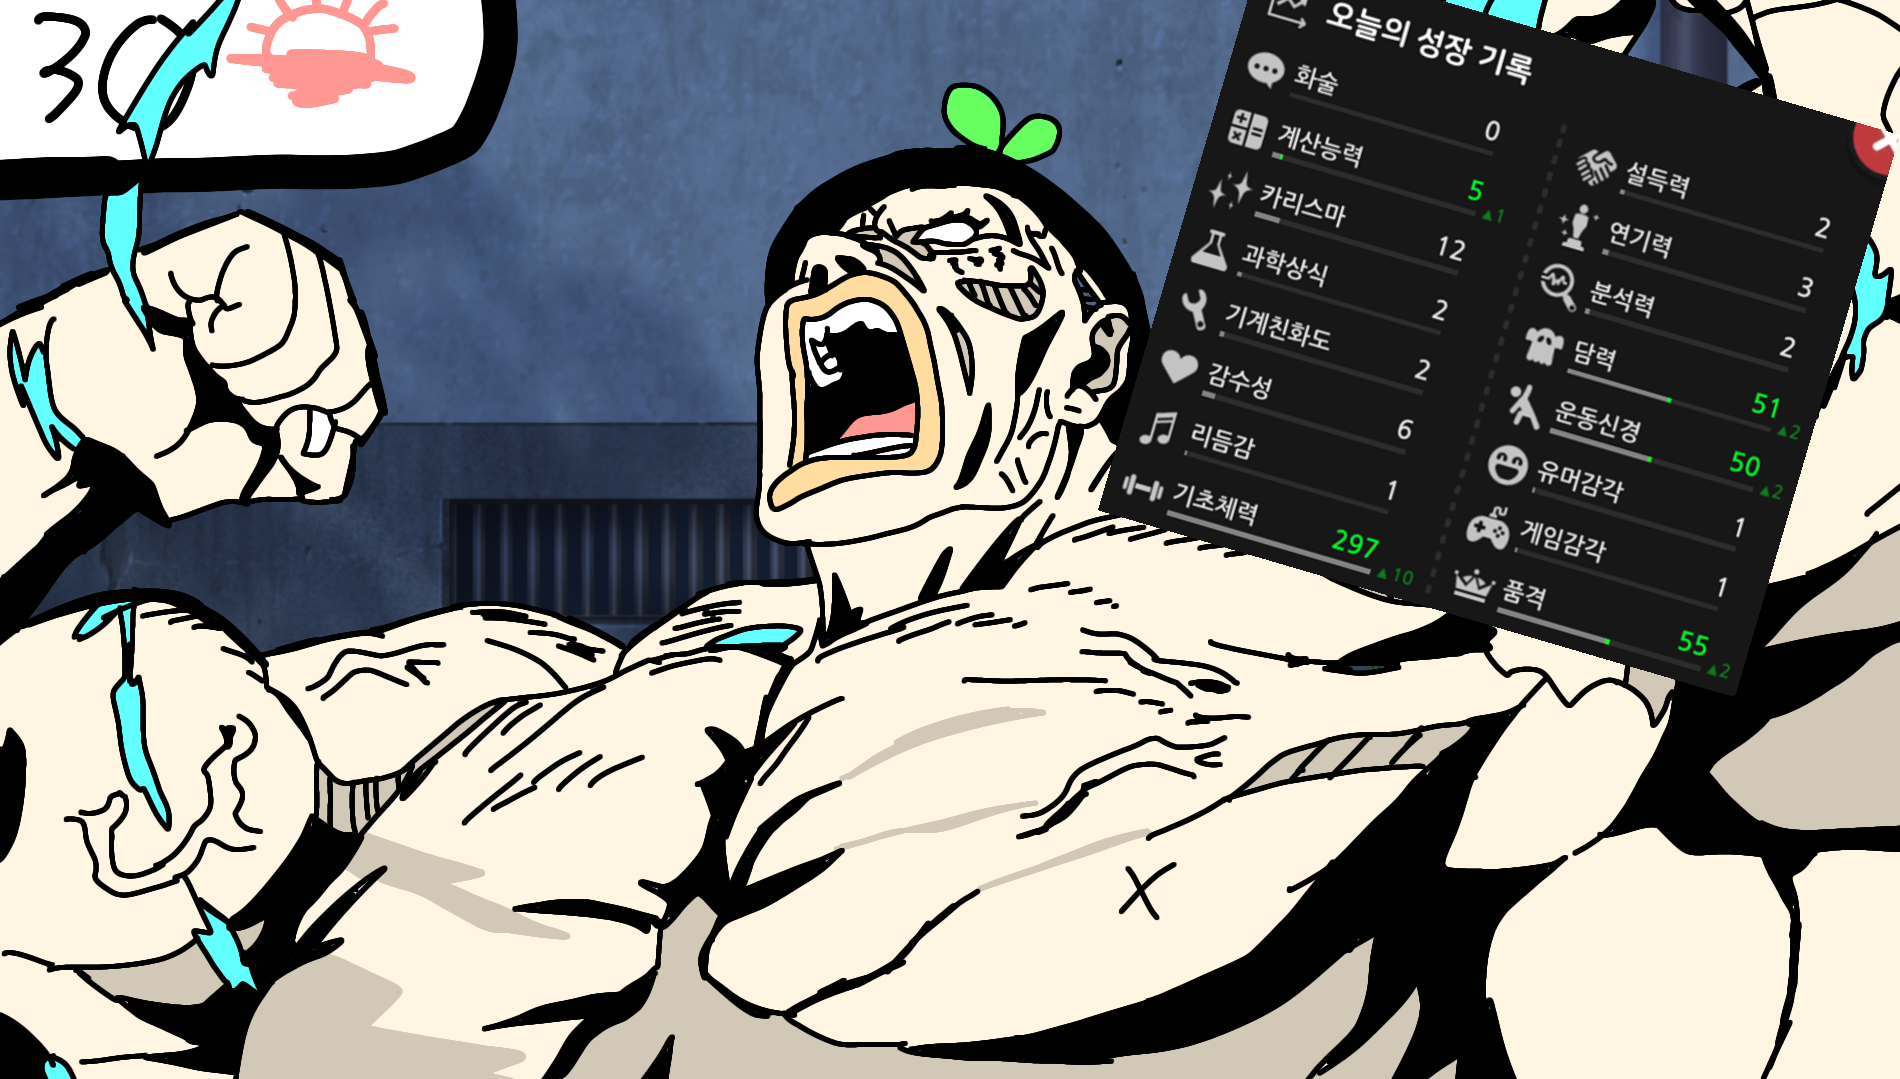 30
오늘의 성장 기록
화술
0
계산능력
5 ▲1
카리스마
12
과학상식
2
기계친화도
2
감수성
6
리듬감
1
기초체력
297 ▲10
설득력
2
연기력
3
분석력
2
담력
51 ▲2
운동신경
50 ▲2
유머감각
1
게임감각
1
품격
55 ▲2